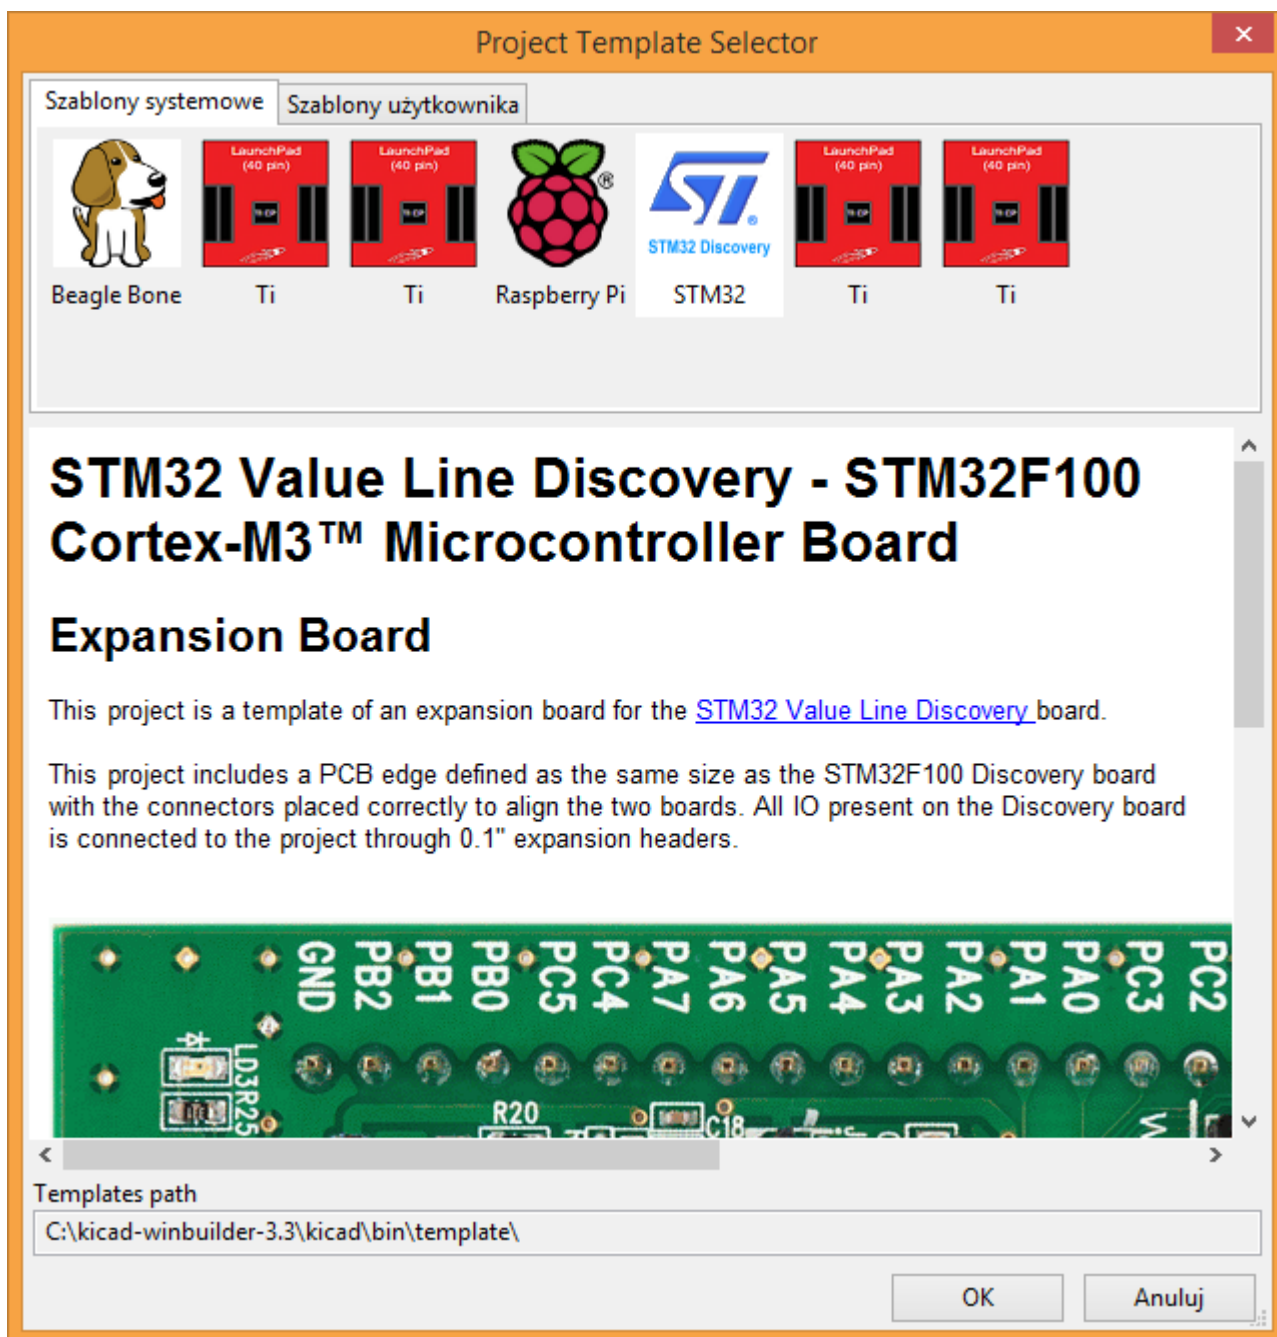 Project Template Selector
Szablony systemowe
Szablony użytkownika
LaunchPad
(40 pin)
LaunchPad
(40 pin)
®
STM32 Discovery
LaunchPad
(40 pin)
LaunchPad
(40 pin)
Beagle Bone
Ti
Ti
Raspberry Pi
STM32
Ti
Ti
STM32 Value Line Discovery - STM32F100
Cortex-M3™ Microcontroller Board
Expansion Board
This project is a template of an expansion board for the STM32 Value Line Discovery board.
This project includes a PCB edge defined as the same size as the STM32F100 Discovery board
with the connectors placed correctly to align the two boards. All IO present on the Discovery board
is connected to the project through 0.1" expansion headers.
GND PB2 PB1 PB0 PC5 PC4 PA7 PA6 PA5 PA4 PA3 PA2 PA1 PA0 PC3 PC2
LD3
R25
R20
C18
Templates path
C:\kicad-winbuilder-3.3\kicad\bin\template\
OK
Anuluj